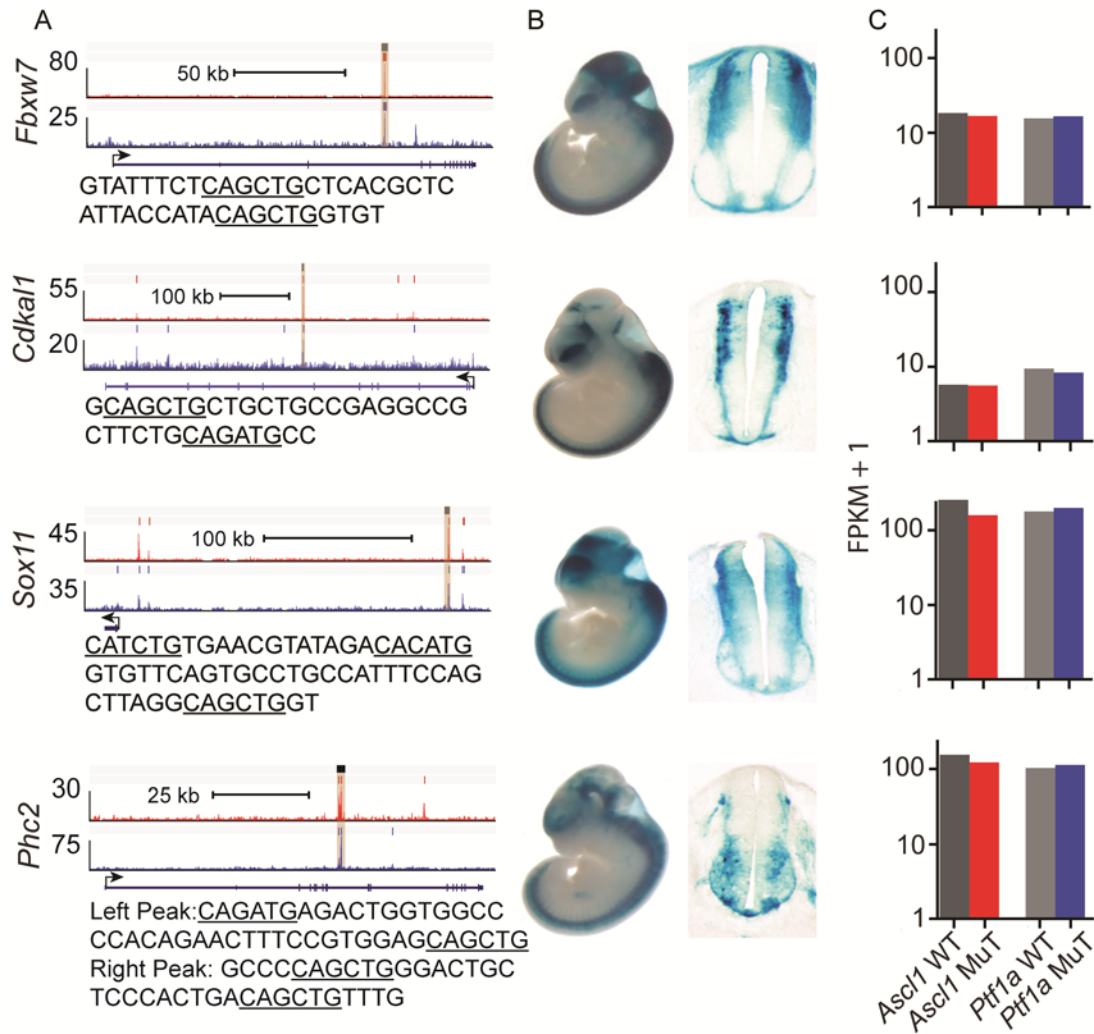 A
B
C
Fbxw7
80
50 kb
25
GTATTTCTCAGCTGCTCACGCTC
ATTACCATACAGCTGGTGT
100
10
1
Cdkal1
55
100 kb
20
GCAGCTGCTGCTGCCGAGGCCG
CTTCTGCAGATGCC
100
10
1
FPKM + 1
Sox11
45
100 kb
35
CATCTGTGAACGTATAGACACATG
GTGTTCAGTGCCTGCCATTTCCAG
CTTAGGCAGCTGGT
100
10
1
Phc2
30
25 kb
75
Left Peak:CAGATGAGACTGGTGGCC
CCACAGAACTTTCCGTGGAGCAGCTG
Right Peak: GCCCCAGCTGGGACTGC
TCCCACTGACAGCTGTTTG
100
10
1
Ascl1 WT
Ascl1 MuT
Ptf1a WT
Ptf1a MuT